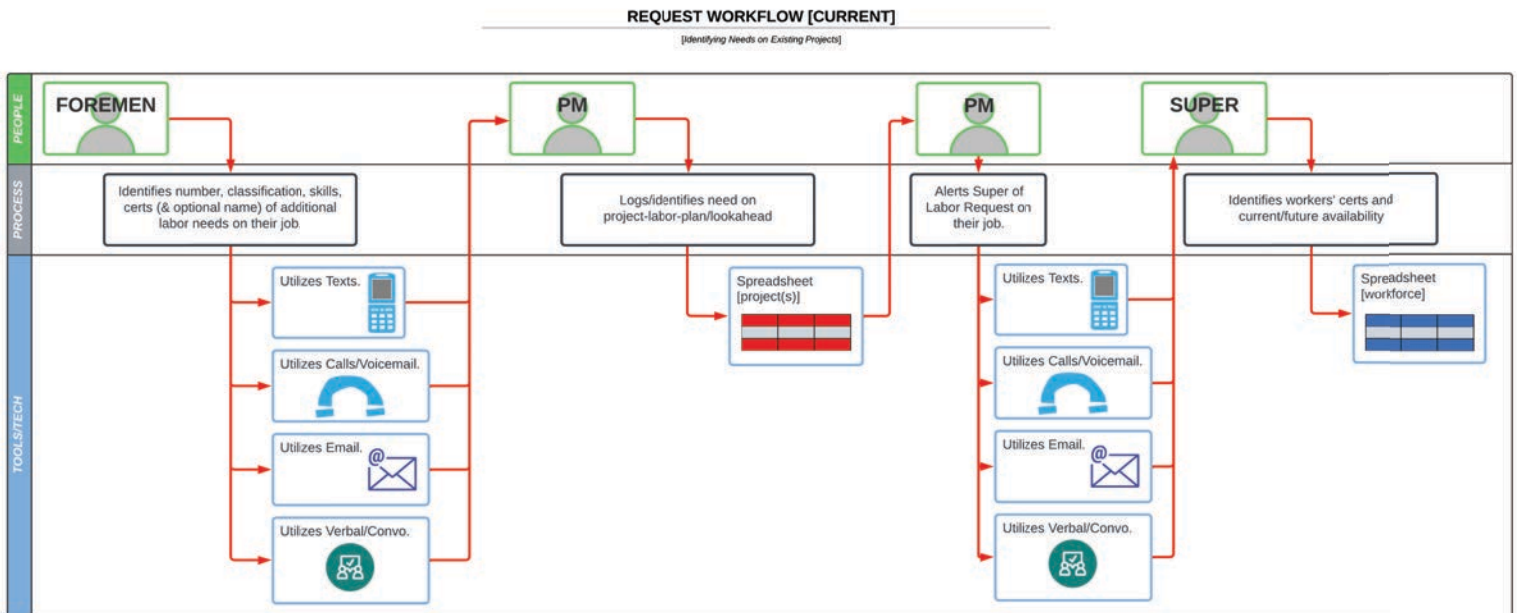 REQUEST WORKFLOW [CURRENT]
[Identifying Needs on Existing Projects]
PEOPLE
FOREMEN
PM
PM
SUPER
PROCESS
Identifies number, classification, skills,
certs (& optional name) of additional
labor needs on their job
Logs/identifies need on
project-labor-plan/lookahead
Alerts Super of
Labor Request on
their job.
Identifies workers' certs and
current/future availability
TOOLS/TECH
Utilizes Texts.
Utilizes Calls/Voicemail.
Utilizes Email.
@
Utilizes Verbal/Convo.
Spreadsheet
[project(s)]
Utilizes Texts.
Utilizes Calls/Voicemail.
Utilizes Email.
@
Utilizes Verbal/Convo.
Spreadsheet
[workforce]